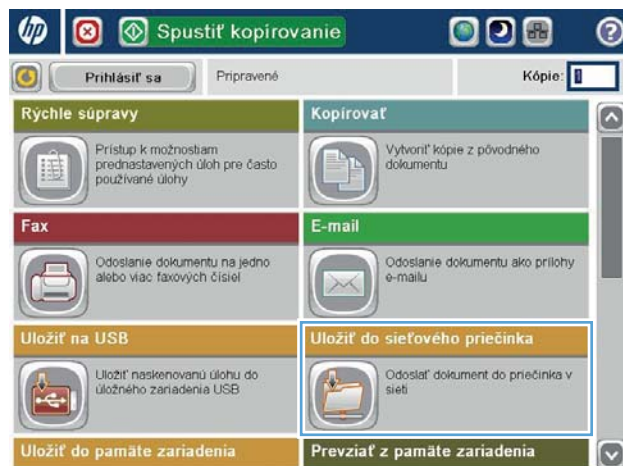 hp
Spustiť kopírovanie
?
Prihlásiť sa
Pripravené
Kópie: 1
Rýchle súpravy
Prístup k možnostiam
prednastavených úloh pre často
používané úlohy
Kopírovať
Vytvoriť kópie z pôvodného
dokumentu
Fax
Odoslanie dokumentu na jedno
alebo viac faxových čísiel
E-mail
Odoslanie dokumentu ako prílohy
e-mailu
Uložiť na USB
Uložiť naskenovanú úlohu do
úložného zariadenia USB
Uložiť do sieťového priečinka
Odoslať dokument do priečinka v
sieti
Uložiť do pamäte zariadenia
Prevziať z pamäte zariadenia